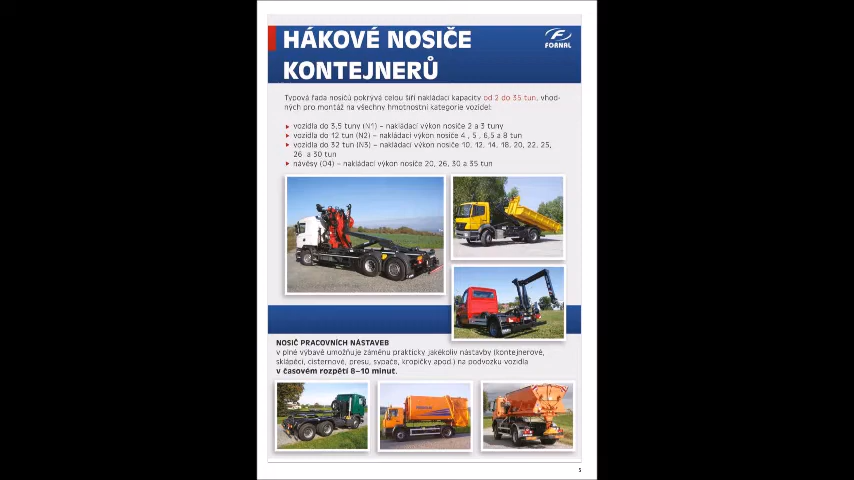 HÁKOVÉ NOSIČE
KONTEJNERŮ
FORNAL
Typová řada nosičů pokrývá celou šíři nakládací kapacity od 2 do 35 tun, vhod-
ných pro montáž na všechny hmotnostní kategorie vozidel:
vozidla do 3,5 tuny (N1) – nakládací výkon nosiče 2 a 3 tuny
vozidla do 12 tun (N2) – nakládací výkon nosiče 4 , 5 , 6,5 a 8 tun
vozidla do 32 tun (N3) – nakládací výkon nosiče 10, 12, 14, 18, 20, 22, 25,
26 a 30 tun
návěsy (O4) – nakládací výkon nosiče 20, 26, 30 a 35 tun
NOSIČ PRACOVNÍCH NÁSTAVEB
v plné výbavě umožňuje záměnu prakticky jakékoliv nástavby (kontejnerové,
sklápěcí, cisternové, presu, sypače, kropičky apod.) na podvozku vozidla
v časovém rozpětí 8–10 minut.
5